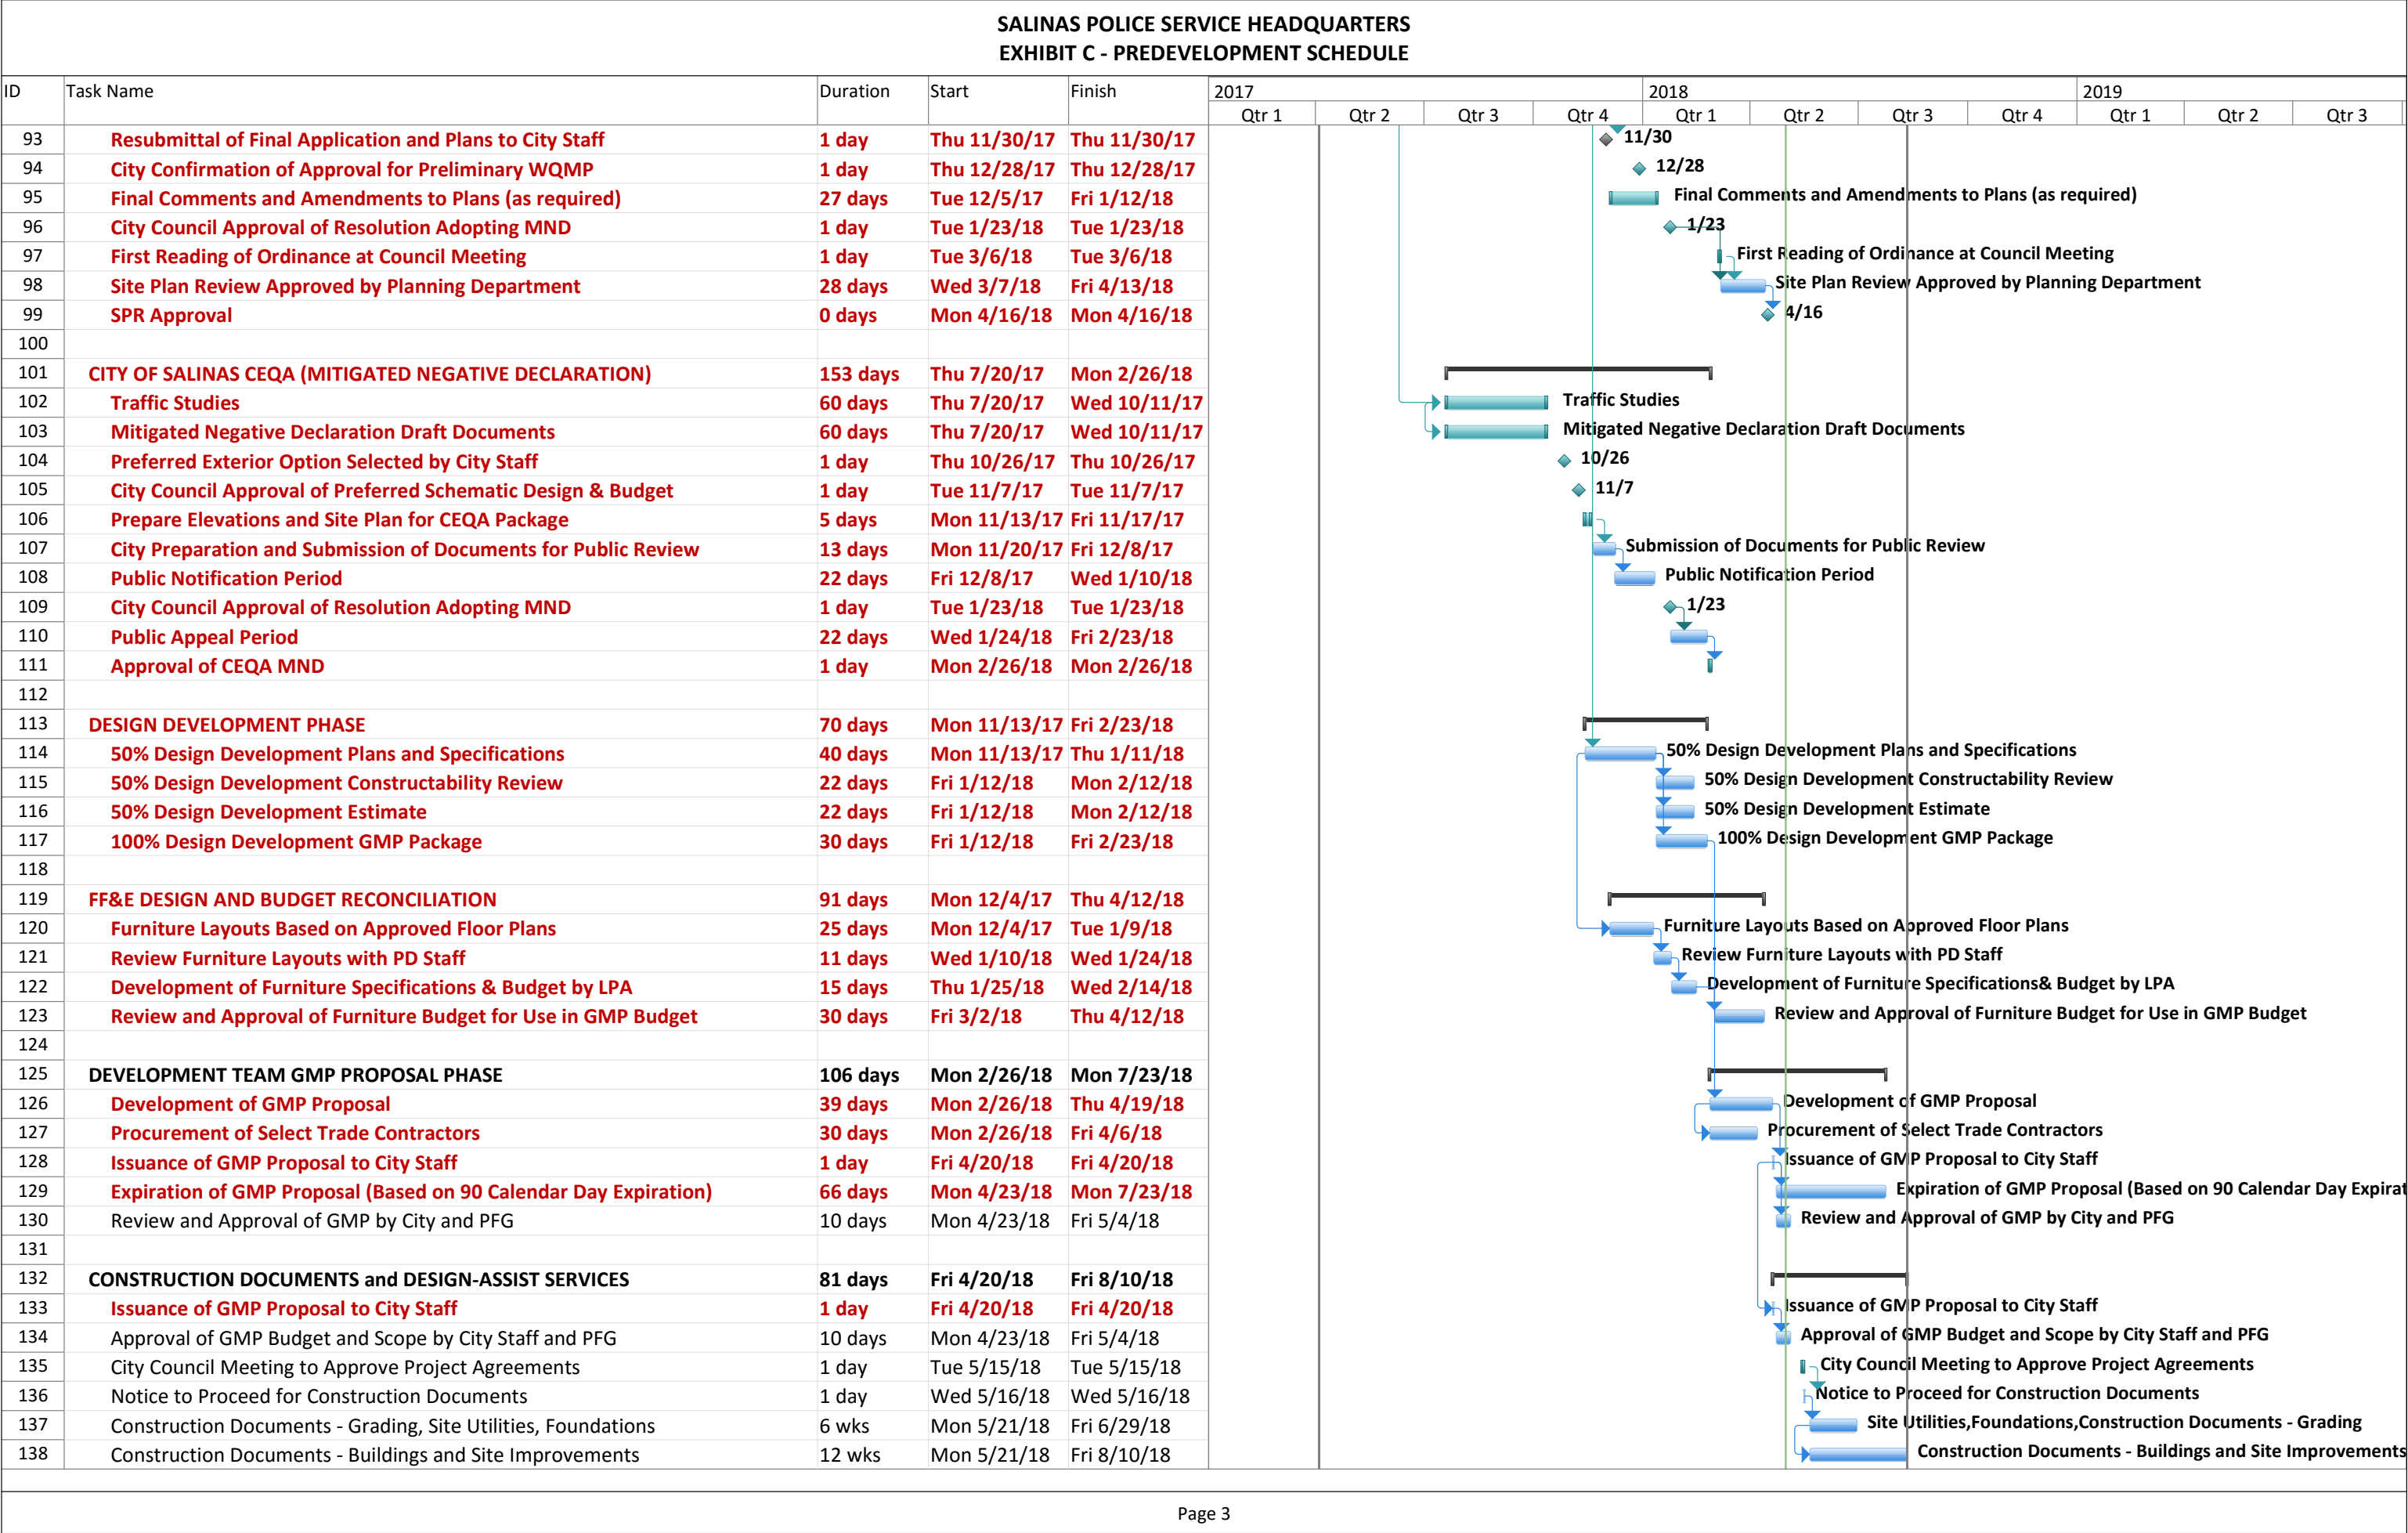 SALINAS POLICE SERVICE HEADQUARTERS
EXHIBIT C - PREDEVELOPMENT SCHEDULE
ID Task Name Duration Start Finish 2017 2018 2019
Qtr 1 Qtr 2 Qtr 3 Qtr 4 Qtr 1 Qtr 2 Qtr 3 Qtr 4 Qtr 1 Qtr 2 Qtr 3
93 Resubmittal of Final Application and Plans to City Staff 1 day Thu 11/30/17 Thu 11/30/17 11/30
94 City Confirmation of Approval for Preliminary WQMP 1 day Thu 12/28/17 Thu 12/28/17 12/28
95 Final Comments and Amendments to Plans (as required) 27 days Tue 12/5/17 Fri 1/12/18 Final Comments and Amendments to Plans (as required)
96 City Council Approval of Resolution Adopting MND 1 day Tue 1/23/18 Tue 1/23/18 1/23
97 First Reading of Ordinance at Council Meeting 1 day Tue 3/6/18 Tue 3/6/18 First Reading of Ordinance at Council Meeting
98 Site Plan Review Approved by Planning Department 28 days Wed 3/7/18 Fri 4/13/18 Site Plan Review Approved by Planning Department
99 SPR Approval 0 days Mon 4/16/18 Mon 4/16/18 4/16
100
101 CITY OF SALINAS CEQA (MITIGATED NEGATIVE DECLARATION) 153 days Thu 7/20/17 Mon 2/26/18
102 Traffic Studies 60 days Thu 7/20/17 Wed 10/11/17 Traffic Studies
103 Mitigated Negative Declaration Draft Documents 60 days Thu 7/20/17 Wed 10/11/17 Mitigated Negative Declaration Draft Documents
104 Preferred Exterior Option Selected by City Staff 1 day Thu 10/26/17 Thu 10/26/17 10/26
105 City Council Approval of Preferred Schematic Design & Budget 1 day Tue 11/7/17 Tue 11/7/17 11/7
106 Prepare Elevations and Site Plan for CEQA Package 5 days Mon 11/13/17 Fri 11/17/17
107 City Preparation and Submission of Documents for Public Review 13 days Mon 11/20/17 Fri 12/8/17 Submission of Documents for Public Review
108 Public Notification Period 22 days Fri 12/8/17 Wed 1/10/18 Public Notification Period
109 City Council Approval of Resolution Adopting MND 1 day Tue 1/23/18 Tue 1/23/18 1/23
110 Public Appeal Period 22 days Wed 1/24/18 Fri 2/23/18
111 Approval of CEQA MND 1 day Mon 2/26/18 Mon 2/26/18
112
113 DESIGN DEVELOPMENT PHASE 70 days Mon 11/13/17 Fri 2/23/18
114 50% Design Development Plans and Specifications 40 days Mon 11/13/17 Thu 1/11/18 50% Design Development Plans and Specifications
115 50% Design Development Constructability Review 22 days Fri 1/12/18 Mon 2/12/18 50% Design Development Constructability Review
116 50% Design Development Estimate 22 days Fri 1/12/18 Mon 2/12/18 50% Design Development Estimate
117 100% Design Development GMP Package 30 days Fri 1/12/18 Fri 2/23/18 100% Design Development GMP Package
118
119 FF&E DESIGN AND BUDGET RECONCILIATION 91 days Mon 12/4/17 Thu 4/12/18
120 Furniture Layouts Based on Approved Floor Plans 25 days Mon 12/4/17 Tue 1/9/18 Furniture Layouts Based on Approved Floor Plans
121 Review Furniture Layouts with PD Staff 11 days Wed 1/10/18 Wed 1/24/18 Review Furniture Layouts with PD Staff
122 Development of Furniture Specifications & Budget by LPA 15 days Thu 1/25/18 Wed 2/14/18 Development of Furniture Specifications& Budget by LPA
123 Review and Approval of Furniture Budget for Use in GMP Budget 30 days Fri 3/2/18 Thu 4/12/18 Review and Approval of Furniture Budget for Use in GMP Budget
124
125 DEVELOPMENT TEAM GMP PROPOSAL PHASE 106 days Mon 2/26/18 Mon 7/23/18
126 Development of GMP Proposal 39 days Mon 2/26/18 Thu 4/19/18 Development of GMP Proposal
127 Procurement of Select Trade Contractors 30 days Mon 2/26/18 Fri 4/6/18 Procurement of Select Trade Contractors
128 Issuance of GMP Proposal to City Staff 1 day Fri 4/20/18 Fri 4/20/18 Issuance of GMP Proposal to City Staff
129 Expiration of GMP Proposal (Based on 90 Calendar Day Expiration) 66 days Mon 4/23/18 Mon 7/23/18 Expiration of GMP Proposal (Based on 90 Calendar Day Expirat
130 Review and Approval of GMP by City and PFG 10 days Mon 4/23/18 Fri 5/4/18 Review and Approval of GMP by City and PFG
131
132 CONSTRUCTION DOCUMENTS and DESIGN-ASSIST SERVICES 81 days Fri 4/20/18 Fri 8/10/18
133 Issuance of GMP Proposal to City Staff 1 day Fri 4/20/18 Fri 4/20/18 Issuance of GMP Proposal to City Staff
134 Approval of GMP Budget and Scope by City Staff and PFG 10 days Mon 4/23/18 Fri 5/4/18 Approval of GMP Budget and Scope by City Staff and PFG
135 City Council Meeting to Approve Project Agreements 1 day Tue 5/15/18 Tue 5/15/18 City Council Meeting to Approve Project Agreements
136 Notice to Proceed for Construction Documents 1 day Wed 5/16/18 Wed 5/16/18 Notice to Proceed for Construction Documents
137 Construction Documents - Grading, Site Utilities, Foundations 6 wks Mon 5/21/18 Fri 6/29/18 Site Utilities,Foundations,Construction Documents - Grading
138 Construction Documents - Buildings and Site Improvements 12 wks Mon 5/21/18 Fri 8/10/18 Construction Documents - Buildings and Site Improvements
Page 3